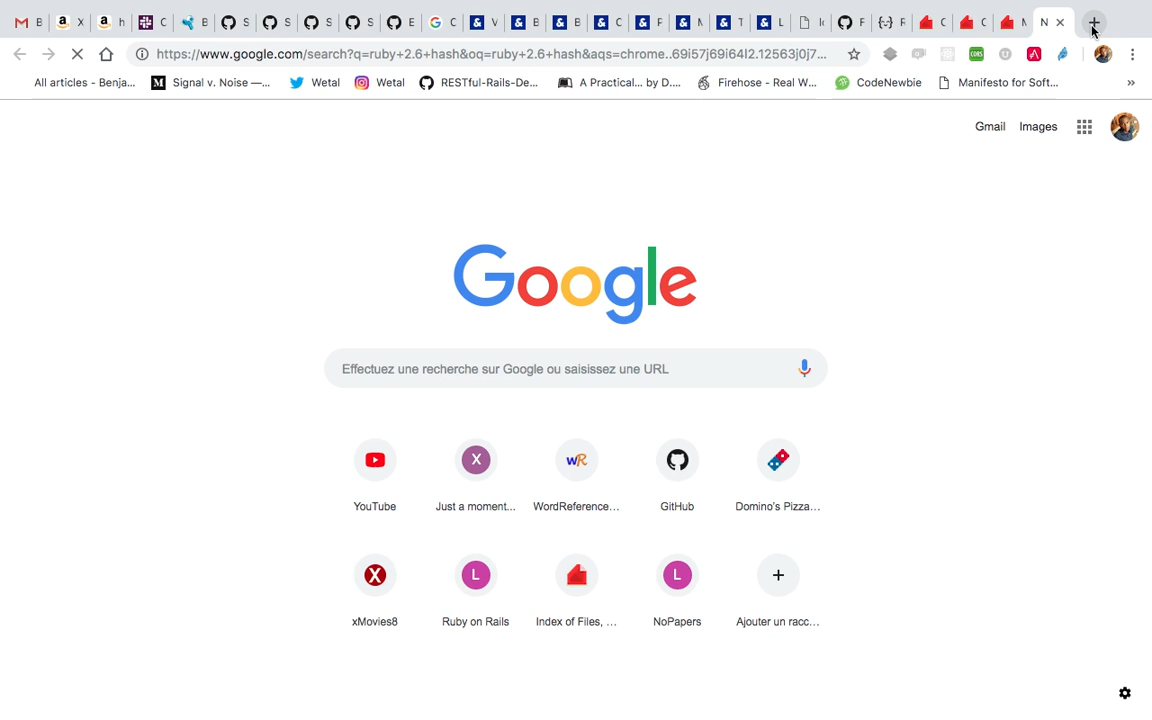 B X h C B S S S S E C V B B C P M T L Ic F R C C M N
https://www.google.com/search?q=ruby+2.6+hash&oq=ruby+2.6+hash&aqs=chrome..69i57j69i64l2.12563j0j7...
All articles - Benja... Signal v. Noise —... Wetal Wetal RESTful-Rails-De... A Practical... by D.... Firehose - Real W... CodeNewbie Manifesto for Soft... »
Gmail Images
Google
Effectuez une recherche sur Google ou saisissez une URL
YouTube Just a moment... WordReference... GitHub Domino's Pizza...
xMovies8 Ruby on Rails Index of Files, ... NoPapers Ajouter un racc...